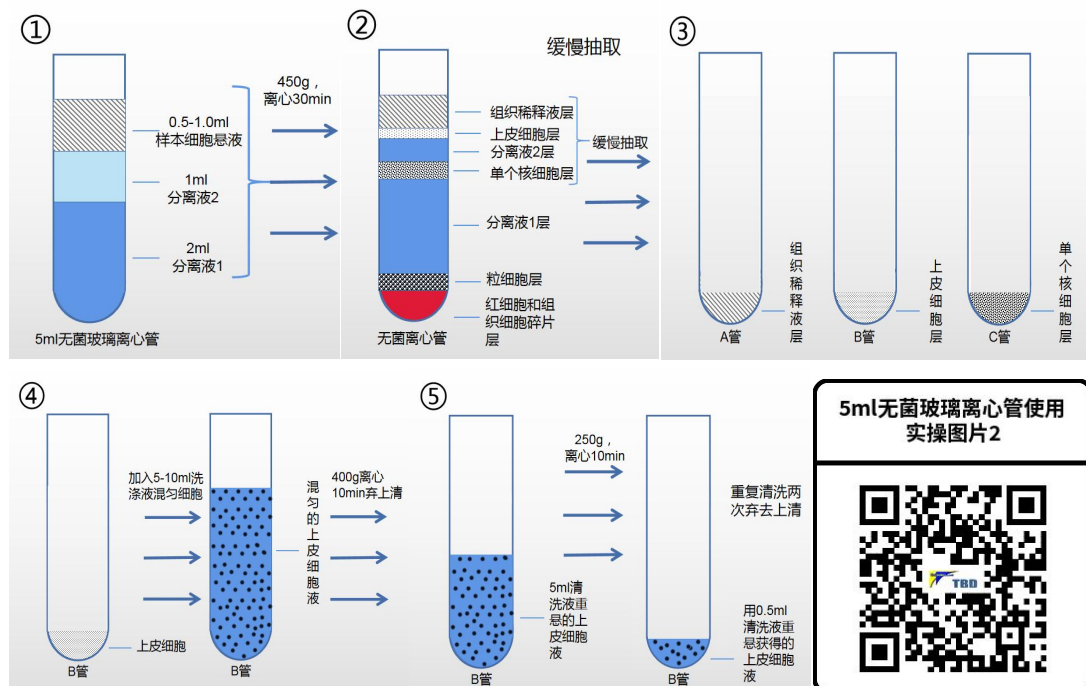 ①
450g，
离心30min
0.5-1.0ml
样本细胞悬液
1ml
分离液2
2ml
分离液1
5ml无菌玻璃离心管
②
缓慢抽取
组织稀释液层
上皮细胞层
分离液2层
单个核细胞层
缓慢抽取
分离液1层
粒细胞层
红细胞和组
织细胞碎片
层
无菌离心管
③
组织稀释液层
A管
上皮细胞层
B管
单个核细胞层
C管
④
加入5-10ml洗
涤液混匀细胞
上皮细胞
B管
混匀的上皮细胞液
B管
400g离心
10min弃上清
⑤
250g，
离心10min
5ml清
洗液重
悬的上
皮细胞
液
B管
重复清洗两
次弃去上清
用0.5ml
清洗液重
悬获得的
上皮细胞
液
B管
5ml无菌玻璃离心管使用
实操图片2
TBD